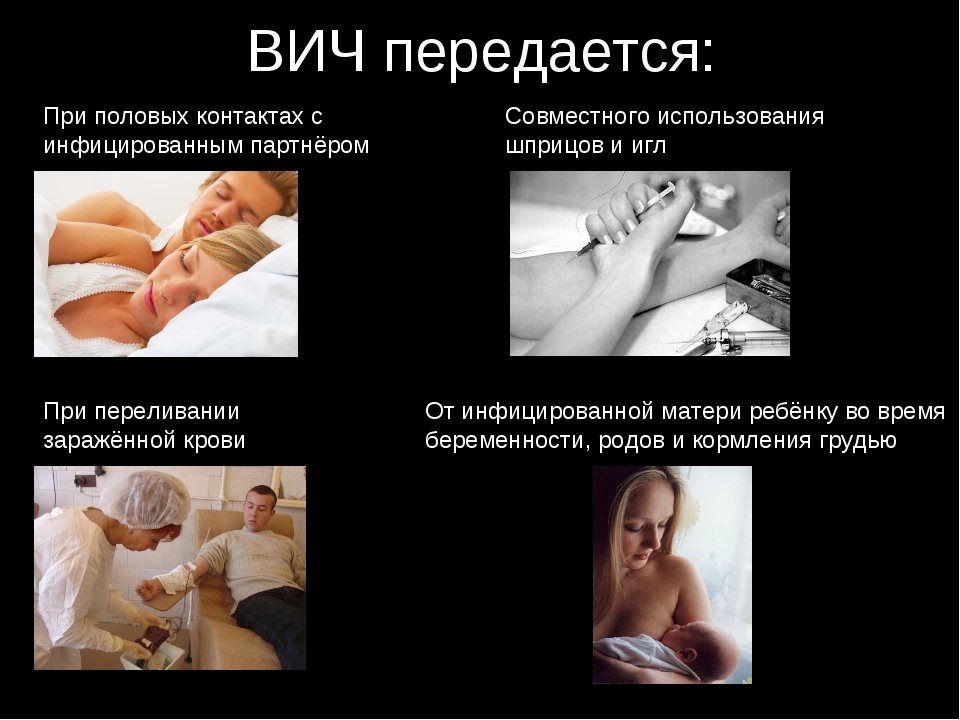 ВИЧ передается:
При половых контактах с
инфицированным партнёром
Совместного использования
шприцов и игл
При переливании
заражённой крови
От инфицированной матери ребёнку во время
беременности, родов и кормления грудью